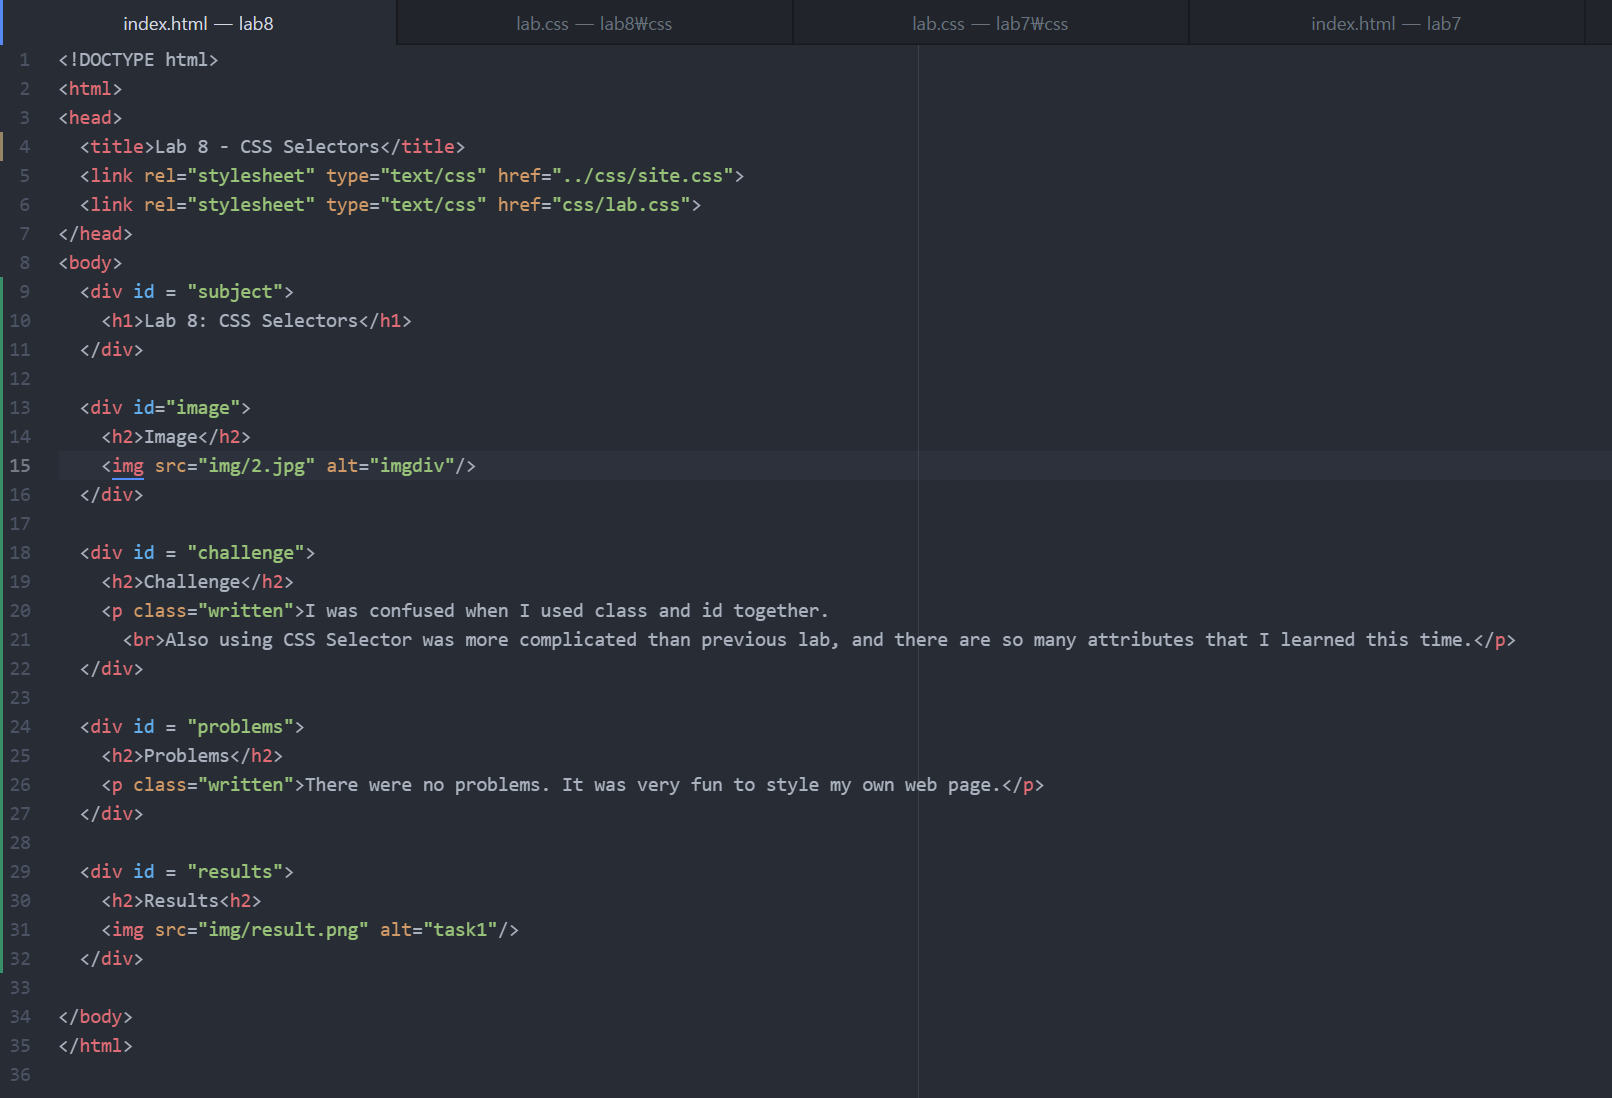 index.html — lab8
lab.css — lab8₩css
lab.css — lab7₩css
index.html — lab7
1 <!DOCTYPE html>
2 <html>
3 <head>
4   <title>Lab 8 - CSS Selectors</title>
5   <link rel="stylesheet" type="text/css" href="../css/site.css">
6   <link rel="stylesheet" type="text/css" href="css/lab.css">
7 </head>
8 <body>
9   <div id = "subject">
10     <h1>Lab 8: CSS Selectors</h1>
11   </div>
12
13   <div id="image">
14     <h2>Image</h2>
15     <img src="img/2.jpg" alt="imgdiv"/>
16   </div>
17
18   <div id = "challenge">
19     <h2>Challenge</h2>
20     <p class="written">I was confused when I used class and id together.
21       <br>Also using CSS Selector was more complicated than previous lab, and there are so many attributes that I learned this time.</p>
22   </div>
23
24   <div id = "problems">
25     <h2>Problems</h2>
26     <p class="written">There were no problems. It was very fun to style my own web page.</p>
27   </div>
28
29   <div id = "results">
30     <h2>Results<h2>
31     <img src="img/result.png" alt="task1"/>
32   </div>
33
34 </body>
35 </html>
36